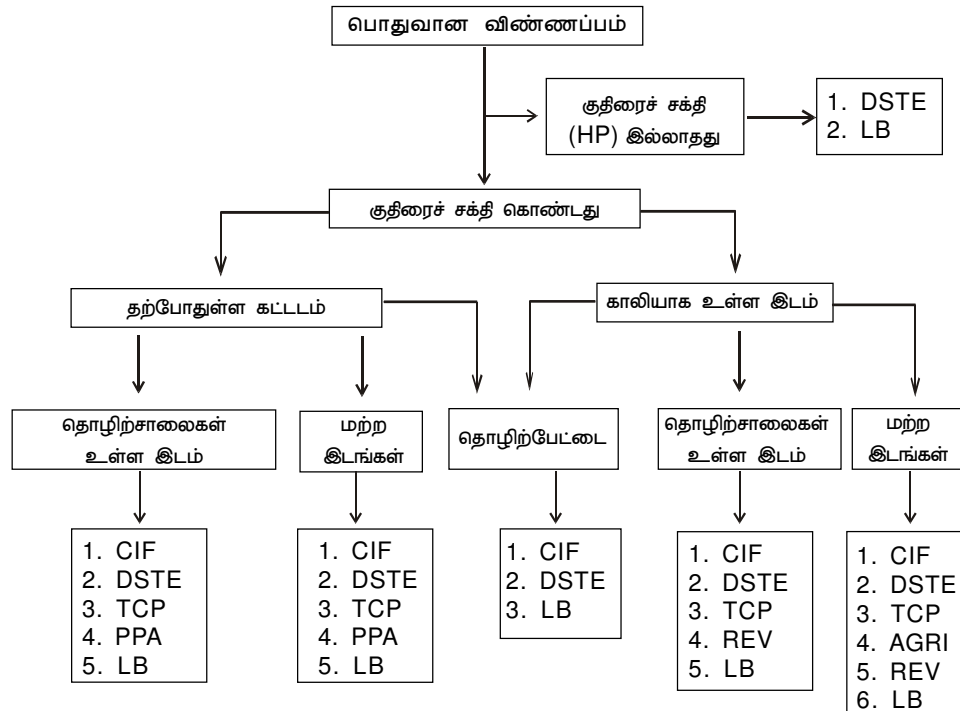 பொதுவான விண்ணப்பம்
குதிரைச் சக்தி
(HP) இல்லாதது
1. DSTE
2. LB
குதிரைச் சக்தி கொண்டது
தற்போதுள்ள கட்டடம்
காலியாக உள்ள இடம்
தொழிற்சாலைகள்
உள்ள இடம்
மற்ற
இடங்கள்
தொழிற்பேட்டை
தொழிற்சாலைகள்
உள்ள இடம்
மற்ற
இடங்கள்
1. CIF
2. DSTE
3. TCP
4. PPA
5. LB
1. CIF
2. DSTE
3. TCP
4. PPA
5. LB
1. CIF
2. DSTE
3. LB
1. CIF
2. DSTE
3. TCP
4. REV
5. LB
1. CIF
2. DSTE
3. TCP
4. AGRI
5. REV
6. LB